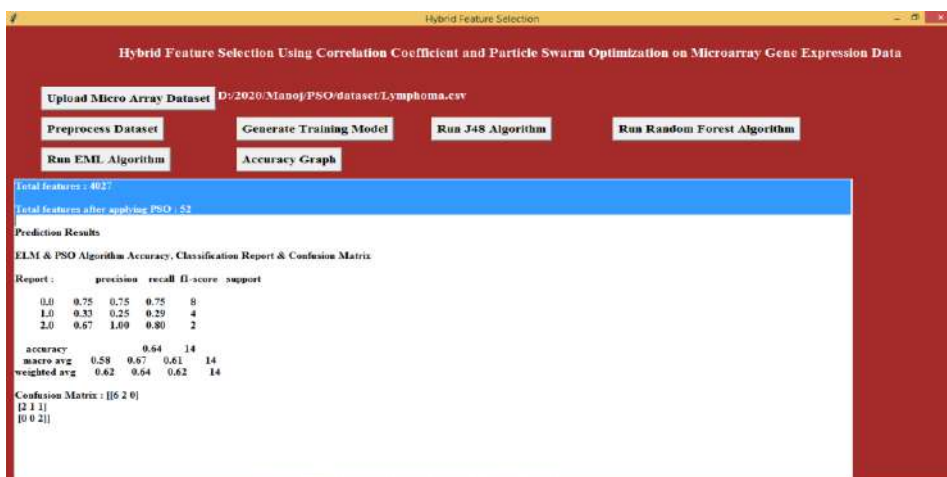 Hybrid Feature Selection
Hybrid Feature Selection Using Correlation Coefficient and Particle Swarm Optimization on Microarray Gene Expression Data
Upload Micro Array Dataset D:/2020/Manoj/PSO/dataset/Lymphoma.csv
Preprocess Dataset Generate Training Model Run J48 Algorithm Run Random Forest Algorithm
Run EML Algorithm Accuracy Graph
Total features : 4027
Total features after applying PSO : 52
Prediction Results
ELM & PSO Algorithm Accuracy, Classification Report & Confusion Matrix
Report : precision recall f1-score support
0.0 0.75 0.75 0.75 8
1.0 0.33 0.25 0.29 4
2.0 0.67 1.00 0.80 2
accuracy 0.64 14
macro avg 0.58 0.67 0.61 14
weighted avg 0.62 0.64 0.62 14
Confusion Matrix : [[6 2 0]
[2 1 1]
[0 0 2]]